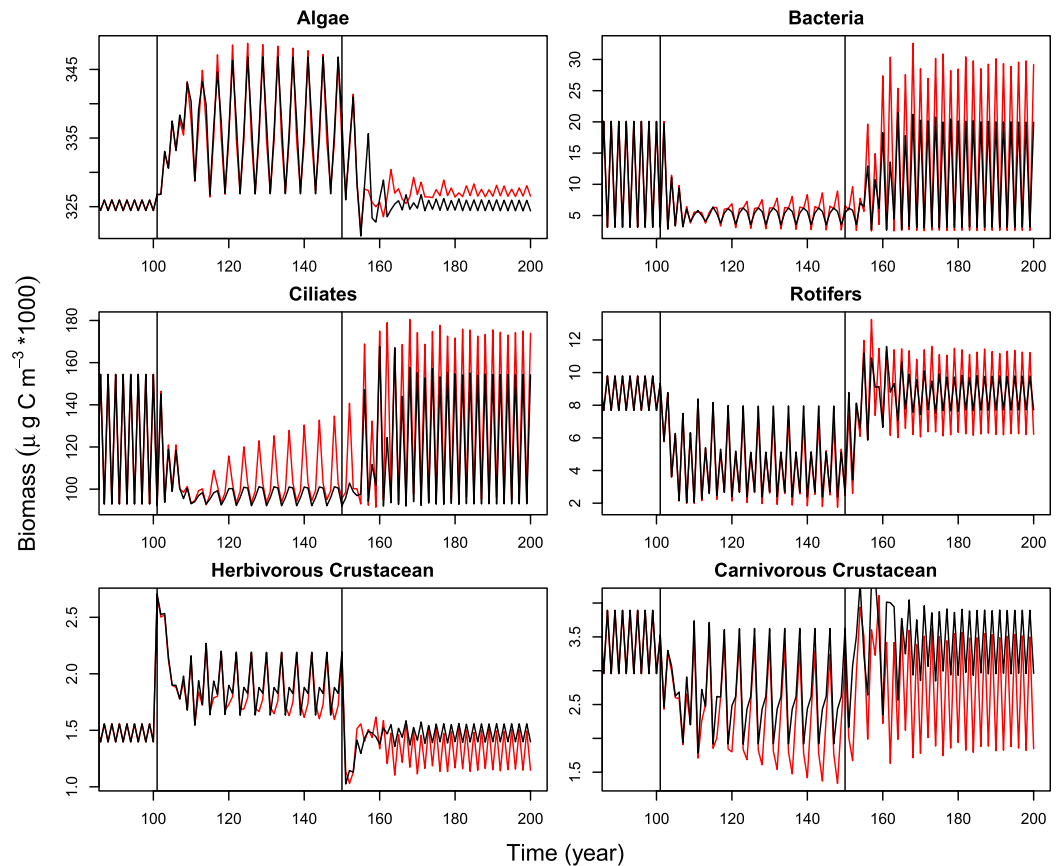 Algae
Bacteria
345
335
325
100 120 140 160 180 200
30
25
20
15
10
5
100 120 140 160 180 200
Ciliates
Rotifers
180
160
140
120
100
100 120 140 160 180 200
12
10
8
6
4
2
100 120 140 160 180 200
Herbivorous Crustacean
Carnivorous Crustacean
2.5
2.0
1.5
1.0
100 120 140 160 180 200
3.5
2.5
1.5
100 120 140 160 180 200
Biomass (μ g C m⁻³ *1000)
Time (year)